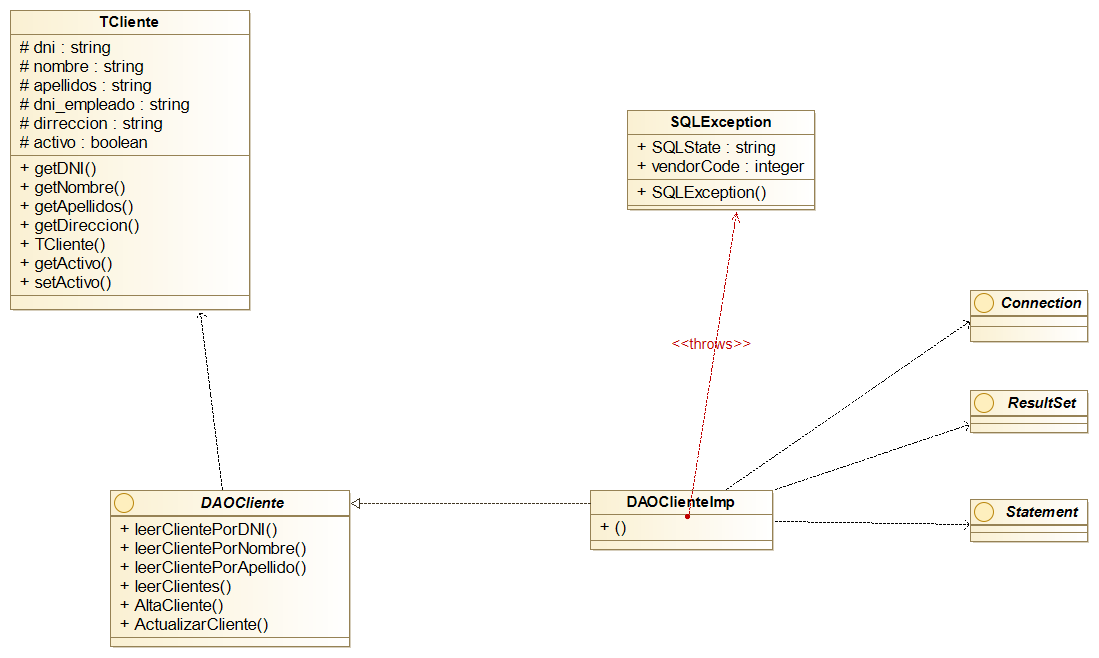 TCliente
# dni : string
# nombre : string
# apellidos : string
# dni_empleado : string
# dirreccion : string
# activo : boolean
+ getDNI()
+ getNombre()
+ getApellidos()
+ getDireccion()
+ TCliente()
+ getActivo()
+ setActivo()
SQLException
+ SQLState : string
+ vendorCode : integer
+ SQLException()
<<throws>>
Connection
ResultSet
Statement
DAOCliente
+ leerClientePorDNI()
+ leerClientePorNombre()
+ leerClientePorApellido()
+ leerClientes()
+ AltaCliente()
+ ActualizarCliente()
DAOClienteImp
+ ()